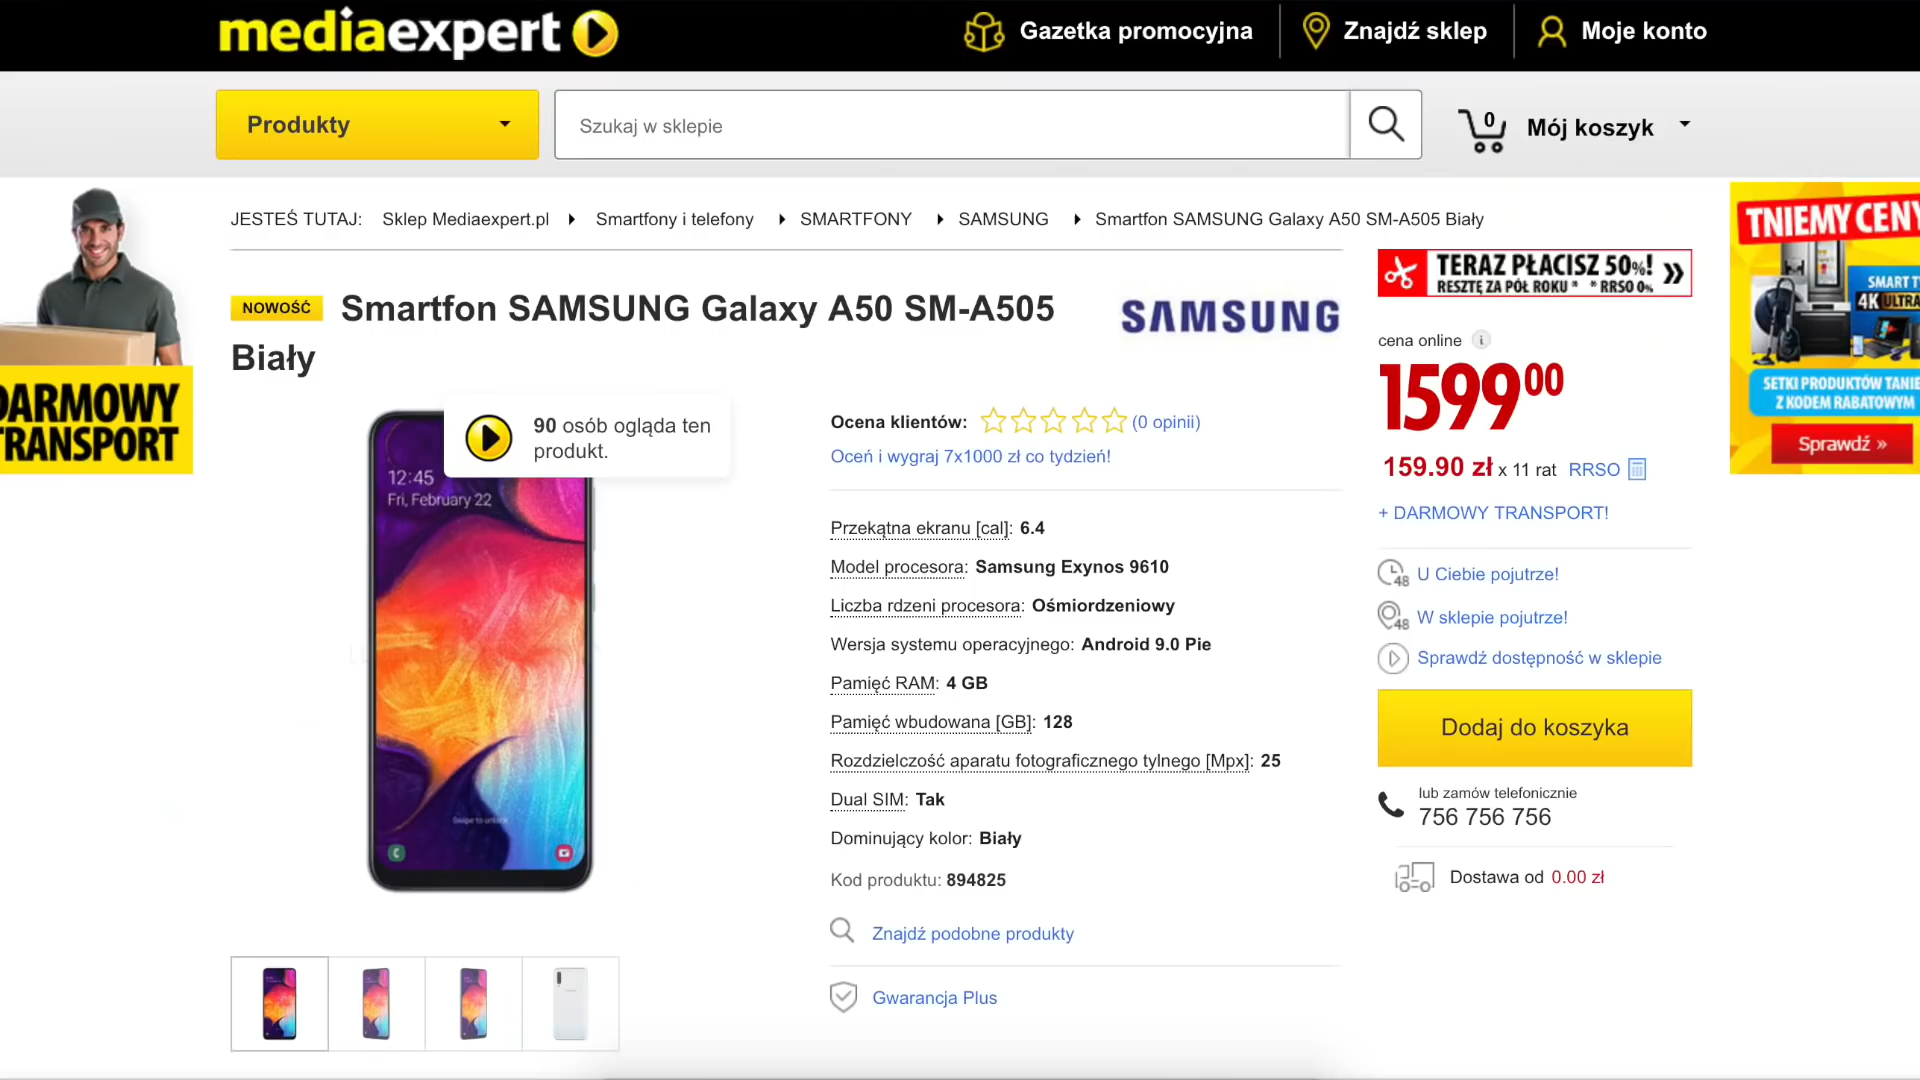 mediaexpert
Gazetka promocyjna
Znajdź sklep
Moje konto
Produkty
Szukaj w sklepie
0
Mój koszyk
JESTEŚ TUTAJ: Sklep Mediaexpert.pl Smartfony i telefony SMARTFONY SAMSUNG Smartfon SAMSUNG Galaxy A50 SM-A505 Biały
DARMOWY
TRANSPORT
NOWOŚĆ Smartfon SAMSUNG Galaxy A50 SM-A505
Biały
SAMSUNG
90 osób ogląda ten
produkt.
12:45
Fri, February 22
Swipe to unlock
Ocena klientów: (0 opinii)
Oceń i wygraj 7x1000 zł co tydzień!
Przekątna ekranu [cal]: 6.4
Model procesora: Samsung Exynos 9610
Liczba rdzeni procesora: Ośmiordzeniowy
Wersja systemu operacyjnego: Android 9.0 Pie
Pamięć RAM: 4 GB
Pamięć wbudowana [GB]: 128
Rozdzielczość aparatu fotograficznego tylnego [Mpx]: 25
Dual SIM: Tak
Dominujący kolor: Biały
Kod produktu: 894825
Znajdź podobne produkty
Gwarancja Plus
TERAZ PŁACISZ 50%!
RESZTĘ ZA PÓŁ ROKU * * RRSO 0%
cena online i
1599 00
159.90 zł x 11 rat RRSO
+ DARMOWY TRANSPORT!
48 U Ciebie pojutrze!
48 W sklepie pojutrze!
Sprawdź dostępność w sklepie
Dodaj do koszyka
lub zamów telefonicznie
756 756 756
Dostawa od 0.00 zł
TNIEMY CENY
SMART T
4K ULTRA
SETKI PRODUKTÓW TANIE
Z KODEM RABATOWYM
Sprawdź »